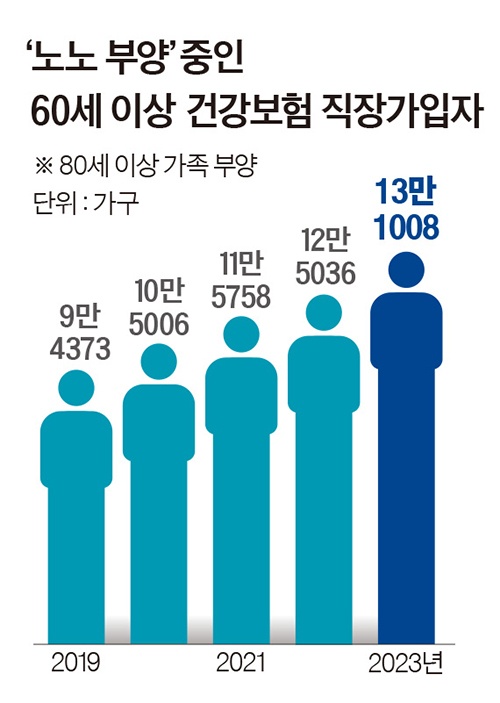 ‘노노 부양’ 중인
60세 이상 건강보험 직장가입자
※ 80세 이상 가족 부양
단위 : 가구
9만
4373
10만
5006
11만
5758
12만
5036
13만
1008
2019
2021
2023년